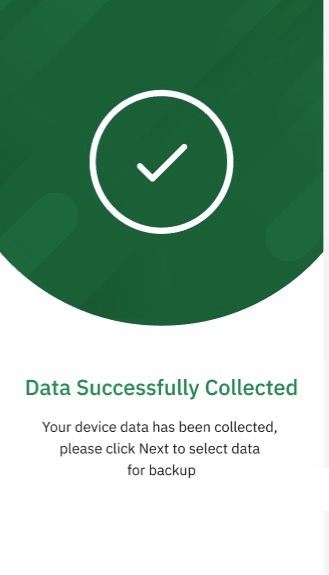 Data Successfully Collected
Your device data has been collected,
please click Next to select data
for backup